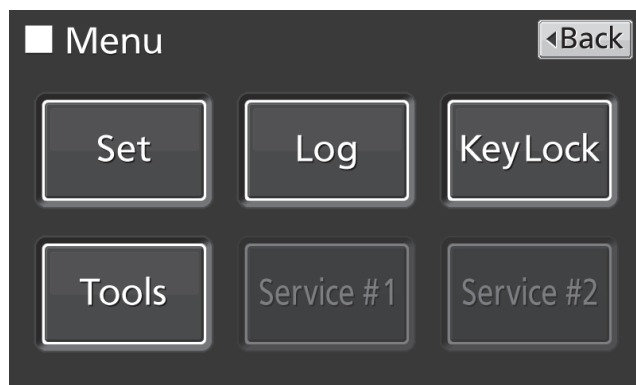 Menu
Back
Set
Log
KeyLock
Tools
Service #1
Service #2